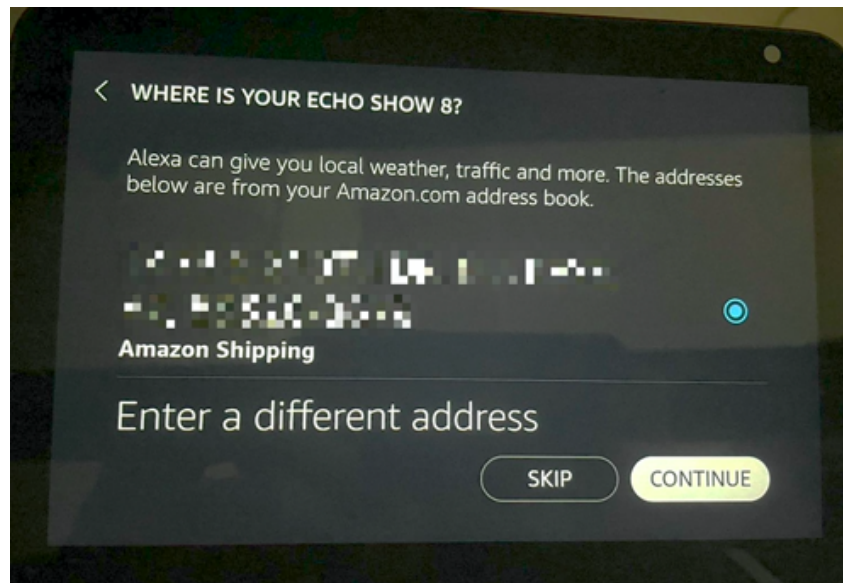 WHERE IS YOUR ECHO SHOW 8?
Alexa can give you local weather, traffic and more. The addresses
below are from your Amazon.com address book.
Amazon Shipping
Enter a different address
SKIP
CONTINUE